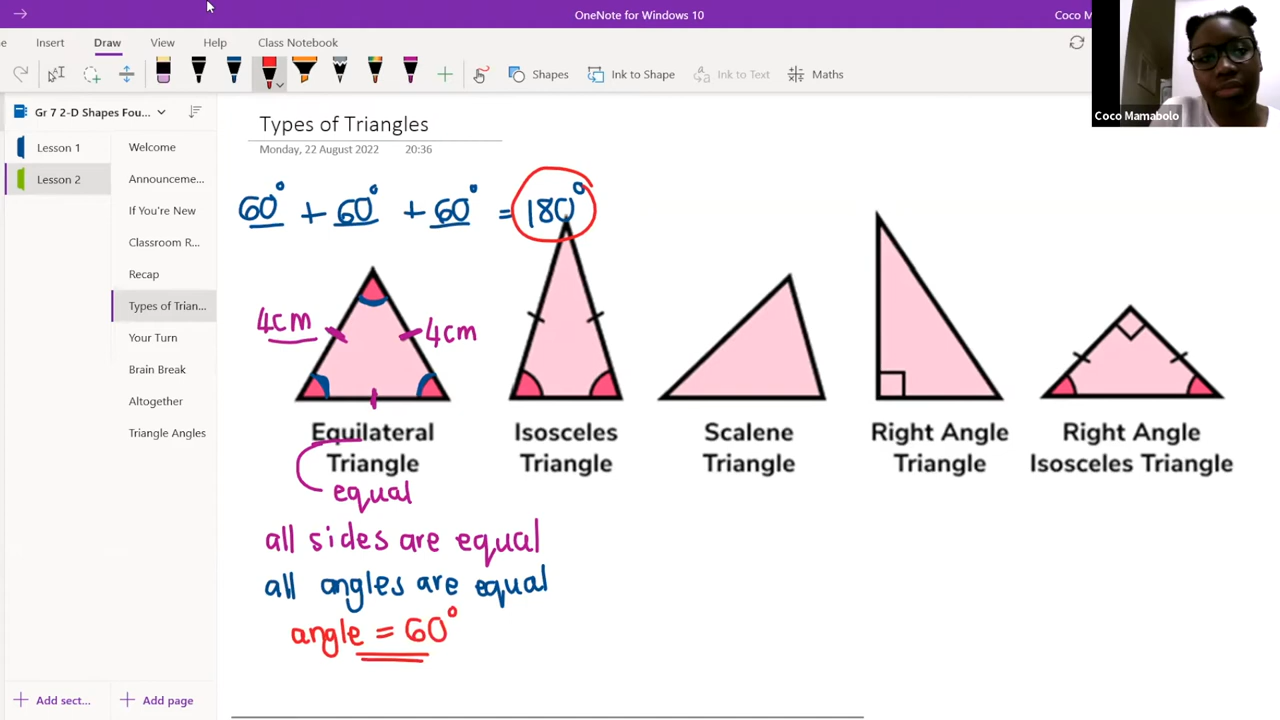 OneNote for Windows 10
Coco M
Insert
Draw
View
Help
Class Notebook
Shapes
Ink to Shape
Ink to Text
Maths
Coco Mamabolo
Gr 7 2-D Shapes Fou...
Lesson 1
Lesson 2
Welcome
Announceme...
If You're New
Classroom R...
Recap
Types of Trian...
Your Turn
Brain Break
Altogether
Triangle Angles
Add sect...
Add page
Types of Triangles
Monday, 22 August 2022 20:36
60° + 60° + 60° = 180°
4cm
4cm
Equilateral
Triangle
Isosceles
Triangle
Scalene
Triangle
Right Angle
Triangle
Right Angle
Isosceles Triangle
equal
all sides are equal
all angles are equal
angle = 60°